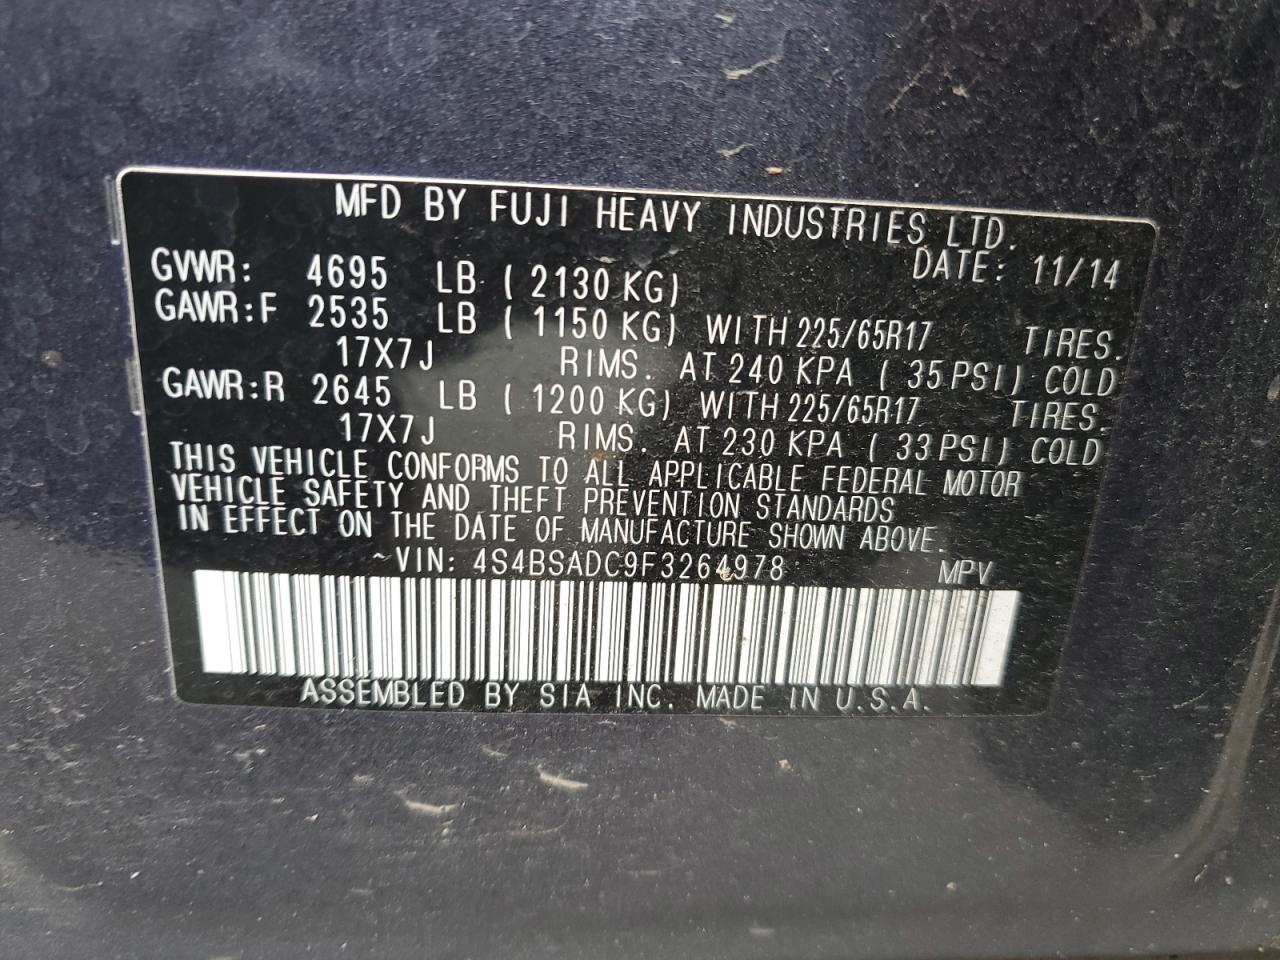 MFD BY FUJI HEAVY INDUSTRIES LTD.
DATE: 11/14
GVWR: 4695 LB ( 2130 KG)
GAWR:F 2535 LB ( 1150 KG) WITH 225/65R17 TIRES.
17X7J RIMS. AT 240 KPA ( 35PSI) COLD
GAWR:R 2645 LB ( 1200 KG) WITH 225/65R17 TIRES.
17X7J RIMS. AT 230 KPA ( 33PSI) COLD
THIS VEHICLE CONFORMS TO ALL APPLICABLE FEDERAL MOTOR
VEHICLE SAFETY AND THEFT PREVENTION STANDARDS
IN EFFECT ON THE DATE OF MANUFACTURE SHOWN ABOVE.
~VIN: 4S4BSADC9F3264978 MPV
ASSEMBLED BY SIA INC. MADE IN U.S.A.